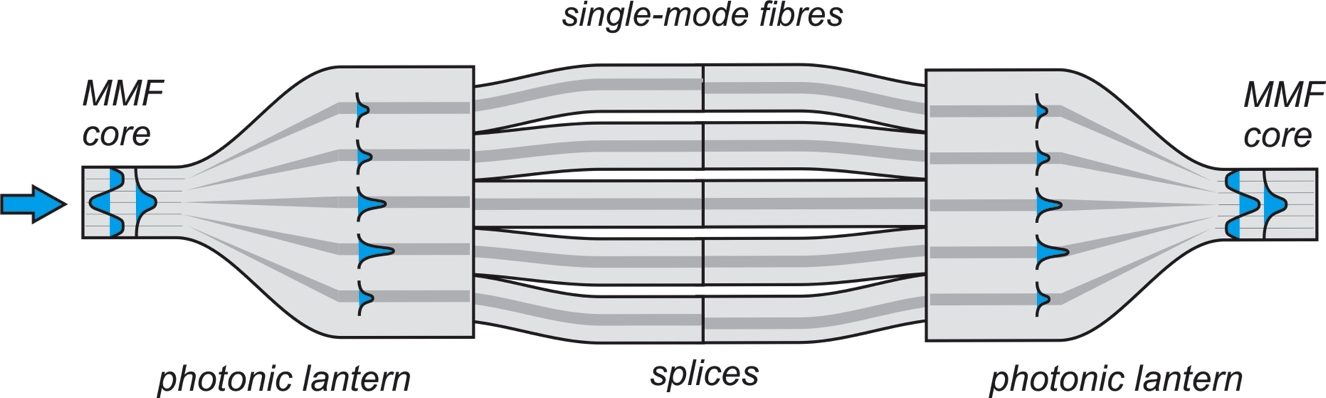 single-mode fibres
MMF
core
MMF
core
photonic lantern
splices
photonic lantern